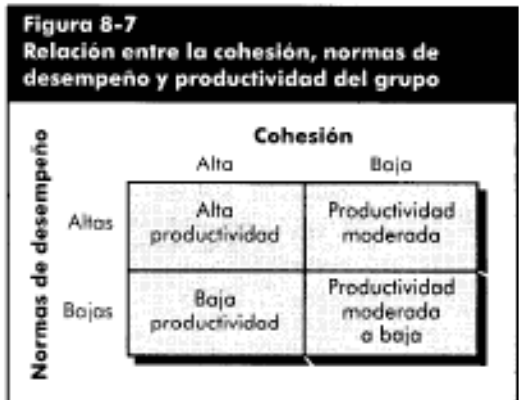 Figura 8-7
Relación entre la cohesión, normas de
desempeño y productividad del grupo
Cohesión
Alta Baja
Normas de desempeño
Altas
Alta
productividad
Productividad
moderada
Bajas
Baja
productividad
Productividad
moderada
a baja